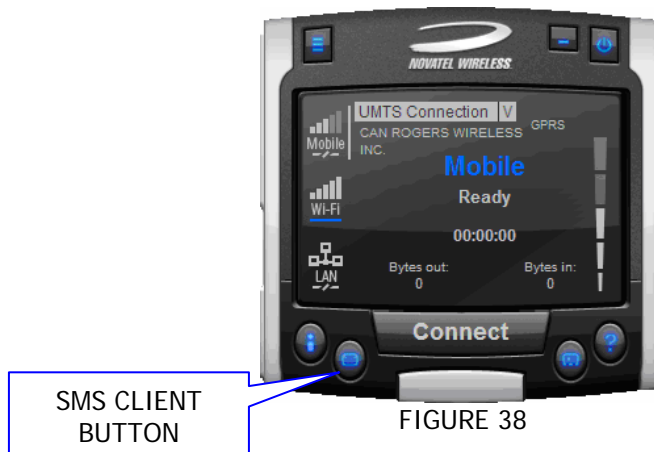 NOVATEL WIRELESS
UMTS Connection V
CAN ROGERS WIRELESS GPRS
INC.
Mobile
Mobile
Ready
Wi-Fi
00:00:00
LAN
Bytes out: Bytes in:
0 0
Connect
?
SMS CLIENT
BUTTON
FIGURE 38